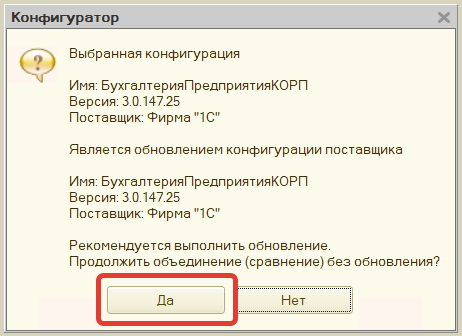 Конфигуратор
Выбранная конфигурация
Имя: БухгалтерияПредприятияКОРП
Версия: 3.0.147.25
Поставщик: Фирма "1С"
Является обновлением конфигурации поставщика
Имя: БухгалтерияПредприятияКОРП
Версия: 3.0.147.25
Поставщик: Фирма "1С"
Рекомендуется выполнить обновление.
Продолжить объединение (сравнение) без обновления?
Да Нет